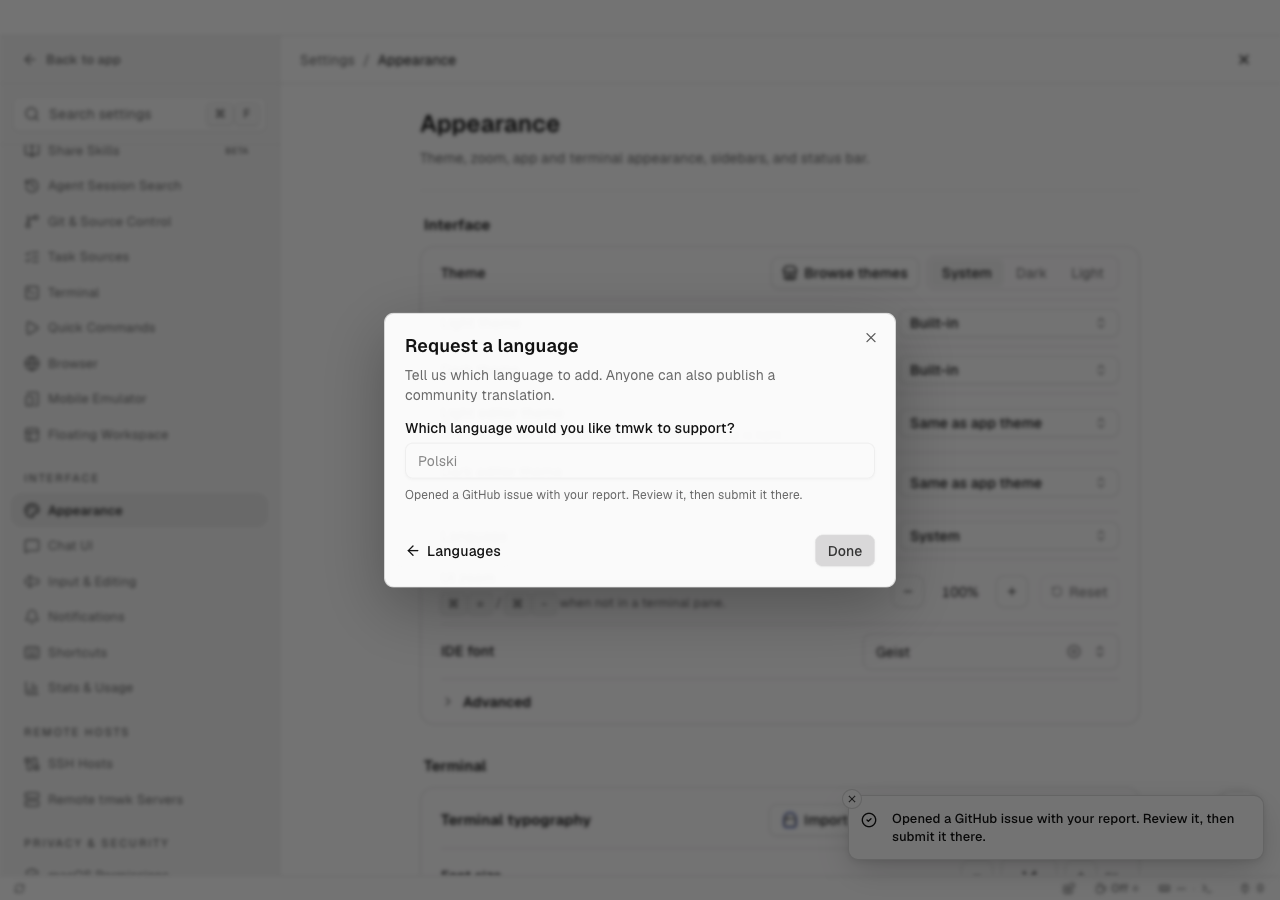 Back to app
Settings / Appearance
Search settings
⌘ F
Share Skills
BETA
Agent Session Search
Git & Source Control
Task Sources
Terminal
Quick Commands
Browser
Mobile Emulator
Floating Workspace
INTERFACE
Appearance
Chat UI
Input & Editing
Notifications
Shortcuts
Stats & Usage
REMOTE HOSTS
SSH Hosts
Remote tmwk Servers
PRIVACY & SECURITY
macOS Permissions
Appearance
Theme, zoom, app and terminal appearance, sidebars, and status bar.
Interface
Theme
Browse themes
System
Dark
Light
Built-in
Built-in
Same as app theme
Same as app theme
System
Request a language
Tell us which language to add. Anyone can also publish a
community translation.
Which language would you like tmwk to support?
Polski
Opened a GitHub issue with your report. Review it, then submit it there.
Languages
Done
⌘ + / ⌘ - when not in a terminal pane.
− 100% +
Reset
IDE font
Geist
Advanced
Terminal
Terminal typography
Import
Font size
Opened a GitHub issue with your report. Review it, then
submit it there.
Off